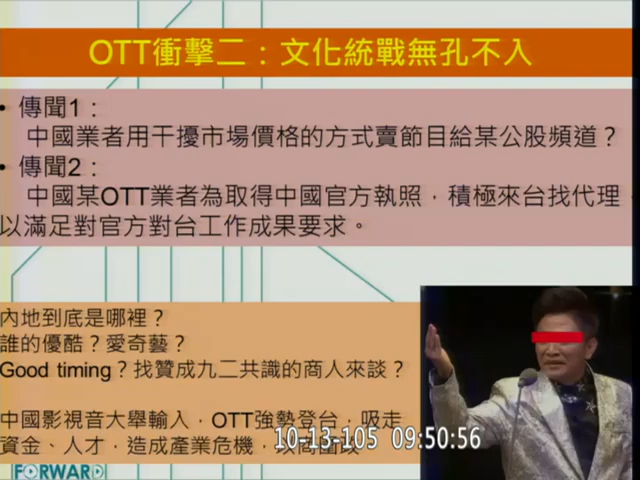 OTT衝擊二：文化統戰無孔不入
• 傳聞1：
中國業者用干擾市場價格的方式賣節目給某公股頻道？
• 傳聞2：
中國某OTT業者為取得中國官方執照，積極來台找代理，
以滿足對官方對台工作成果要求。
內地到底是哪裡？
誰的優酷？愛奇藝？
Good timing？找贊成九二共識的商人來談？
中國影視音大舉輸入，OTT強勢登台，吸走
資金、人才，造成產業危機，以商圍政
10-13-105 09:50:56
FORWARD